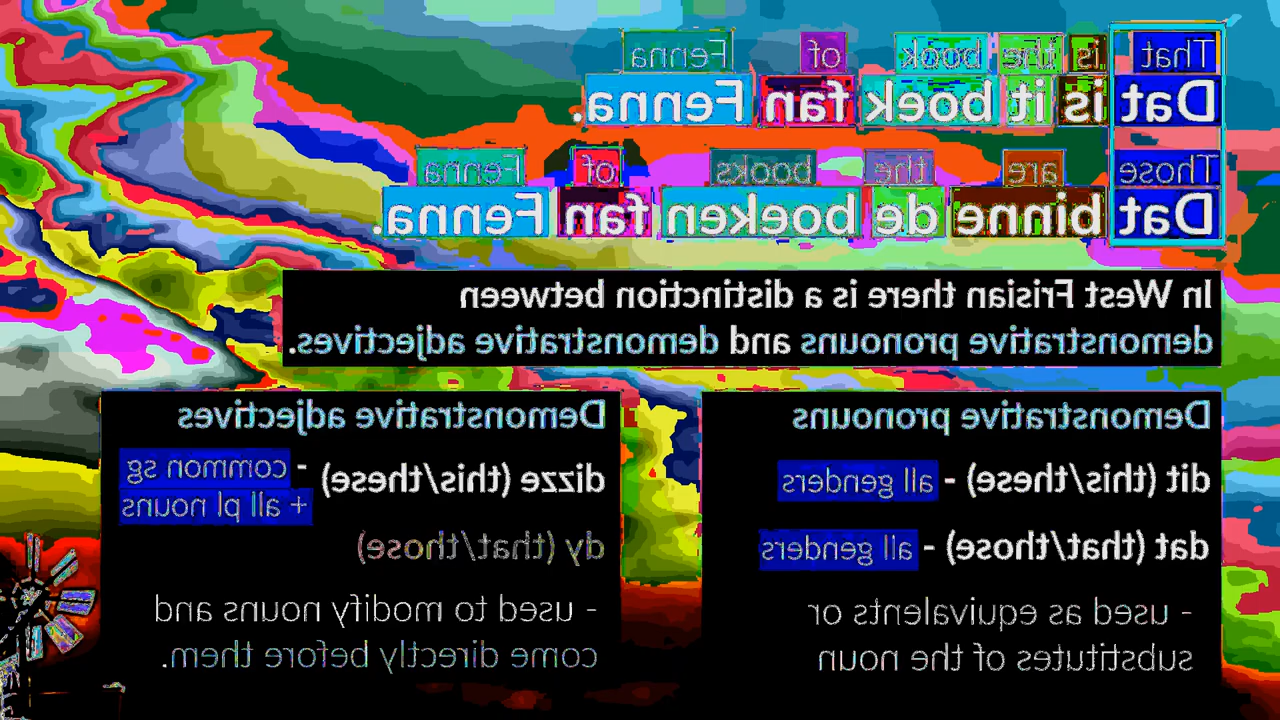 That is the book of Fenna
Dat is it boek fan Fenna.
Those are the books of Fenna
Dat binne de boeken fan Fenna.
In West Frisian there is a distinction between
demonstrative pronouns and demonstrative adjectives.
Demonstrative pronouns
dit (this/these) - all genders
dat (that/those) - all genders
- used as equivalents or
substitutes of the noun
Demonstrative adjectives
dizze (this/these) - common sg
+ all pl nouns
dy (that/those)
- used to modify nouns and
come directly before them.